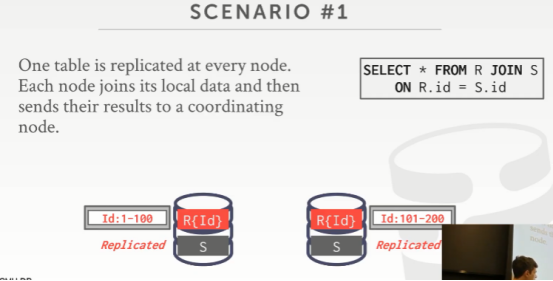 SCENARIO #1
One table is replicated at every node.
Each node joins its local data and then
sends their results to a coordinating
node.
SELECT * FROM R JOIN S
ON R.id = S.id
Id:1-100 R{Id} R{Id} Id:101-200
Replicated S S Replicated